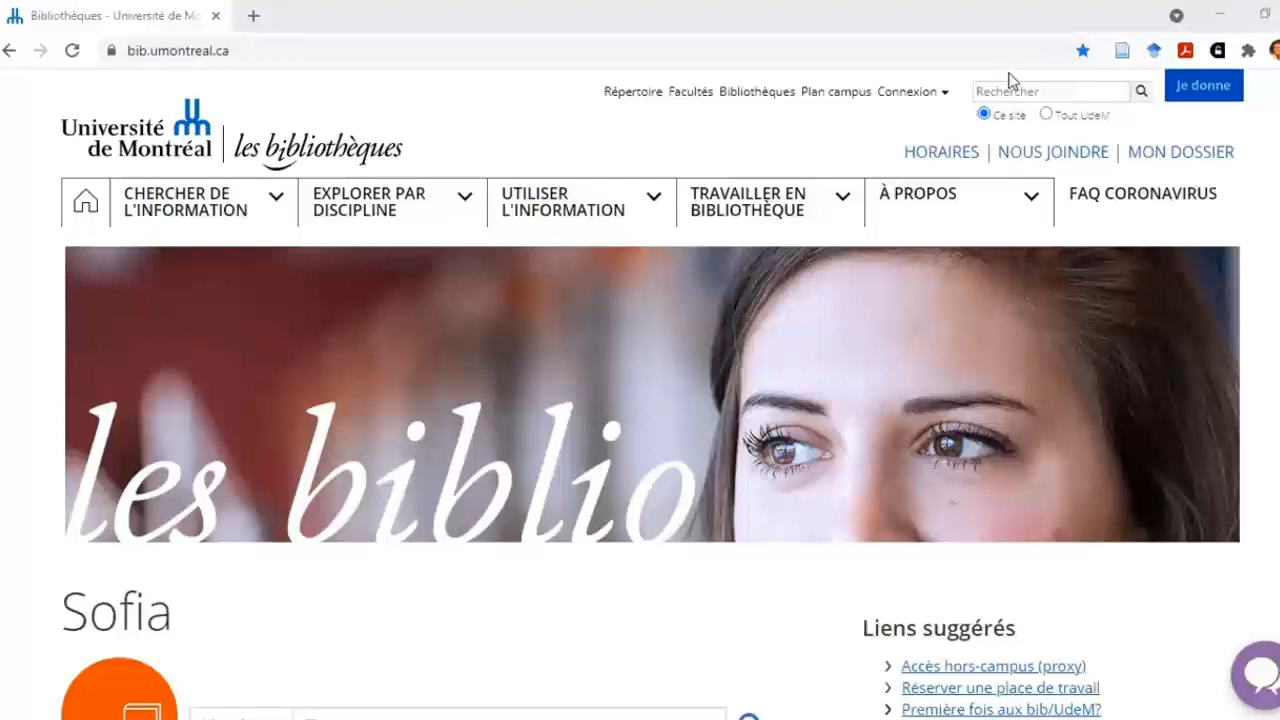 Bibliothèques - Université de Mo
bib.umontreal.ca
Répertoire Facultés Bibliothèques Plan campus Connexion
Rechercher
Je donne
Ce site Tout UdeM
Université de Montréal
les bibliothèques
HORAIRES | NOUS JOINDRE | MON DOSSIER
CHERCHER DE L'INFORMATION
EXPLORER PAR DISCIPLINE
UTILISER L'INFORMATION
TRAVAILLER EN BIBLIOTHÈQUE
À PROPOS
FAQ CORONAVIRUS
les biblio
Sofia
Liens suggérés
Accès hors-campus (proxy)
Réserver une place de travail
Première fois aux bib/UdeM?